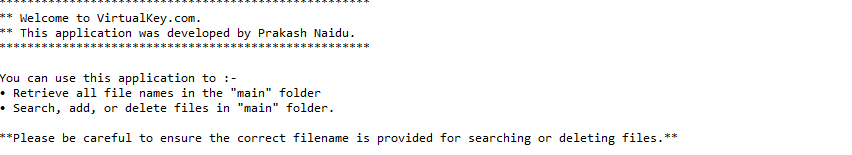 *****************************************************
** Welcome to VirtualKey.com.
** This application was developed by Prakash Naidu.
*****************************************************
You can use this application to :-
• Retrieve all file names in the "main" folder
• Search, add, or delete files in "main" folder.
**Please be careful to ensure the correct filename is provided for searching or deleting files.**